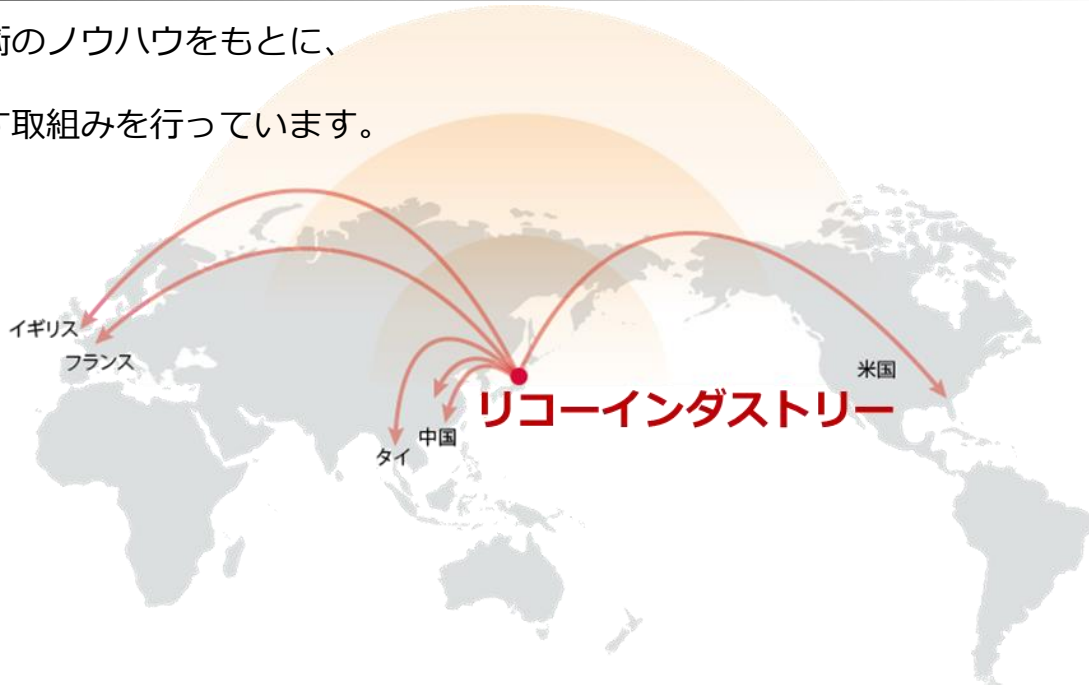 術のノウハウをもとに、
取組みを行っています。
イギリス
フランス
米国
リコーインダストリー
中国
タイ